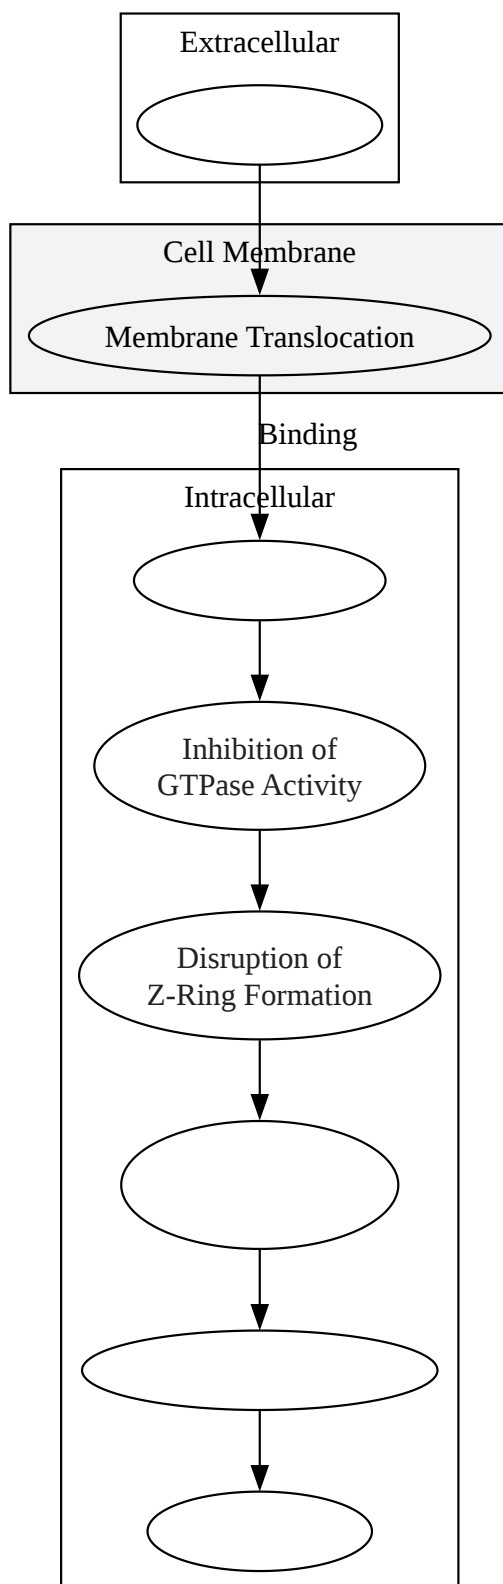 Extracellular
Cell Membrane
Membrane Translocation
Binding
Intracellular
Inhibition of
GTPase Activity
Disruption of
Z-Ring Formation